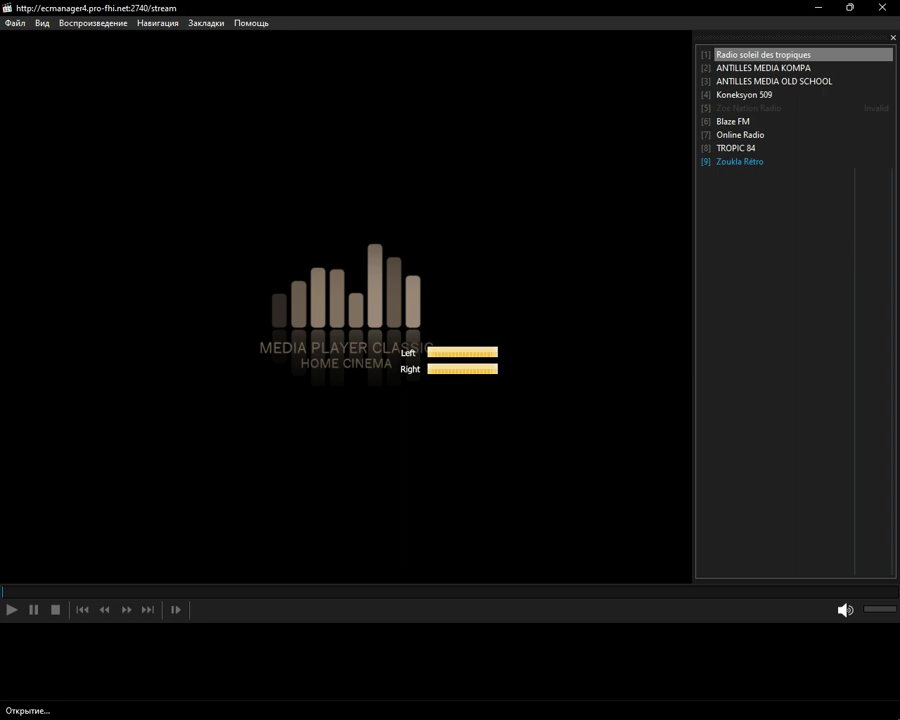 http://ecmanager4.pro-fhi.net:2740/stream
Файл Вид Воспроизведение Навигация Закладки Помощь
[1] Radio soleil des tropiques
[2] ANTILLES MEDIA KOMPA
[3] ANTILLES MEDIA OLD SCHOOL
[4] Koneksyon 509
[5] Zoe Nation Radio Invalid
[6] Blaze FM
[7] Online Radio
[8] TROPIC 84
[9] Zoukla Rétro
MEDIA PLAYER CLASSIC
HOME CINEMA
Left
Right
Открытие...